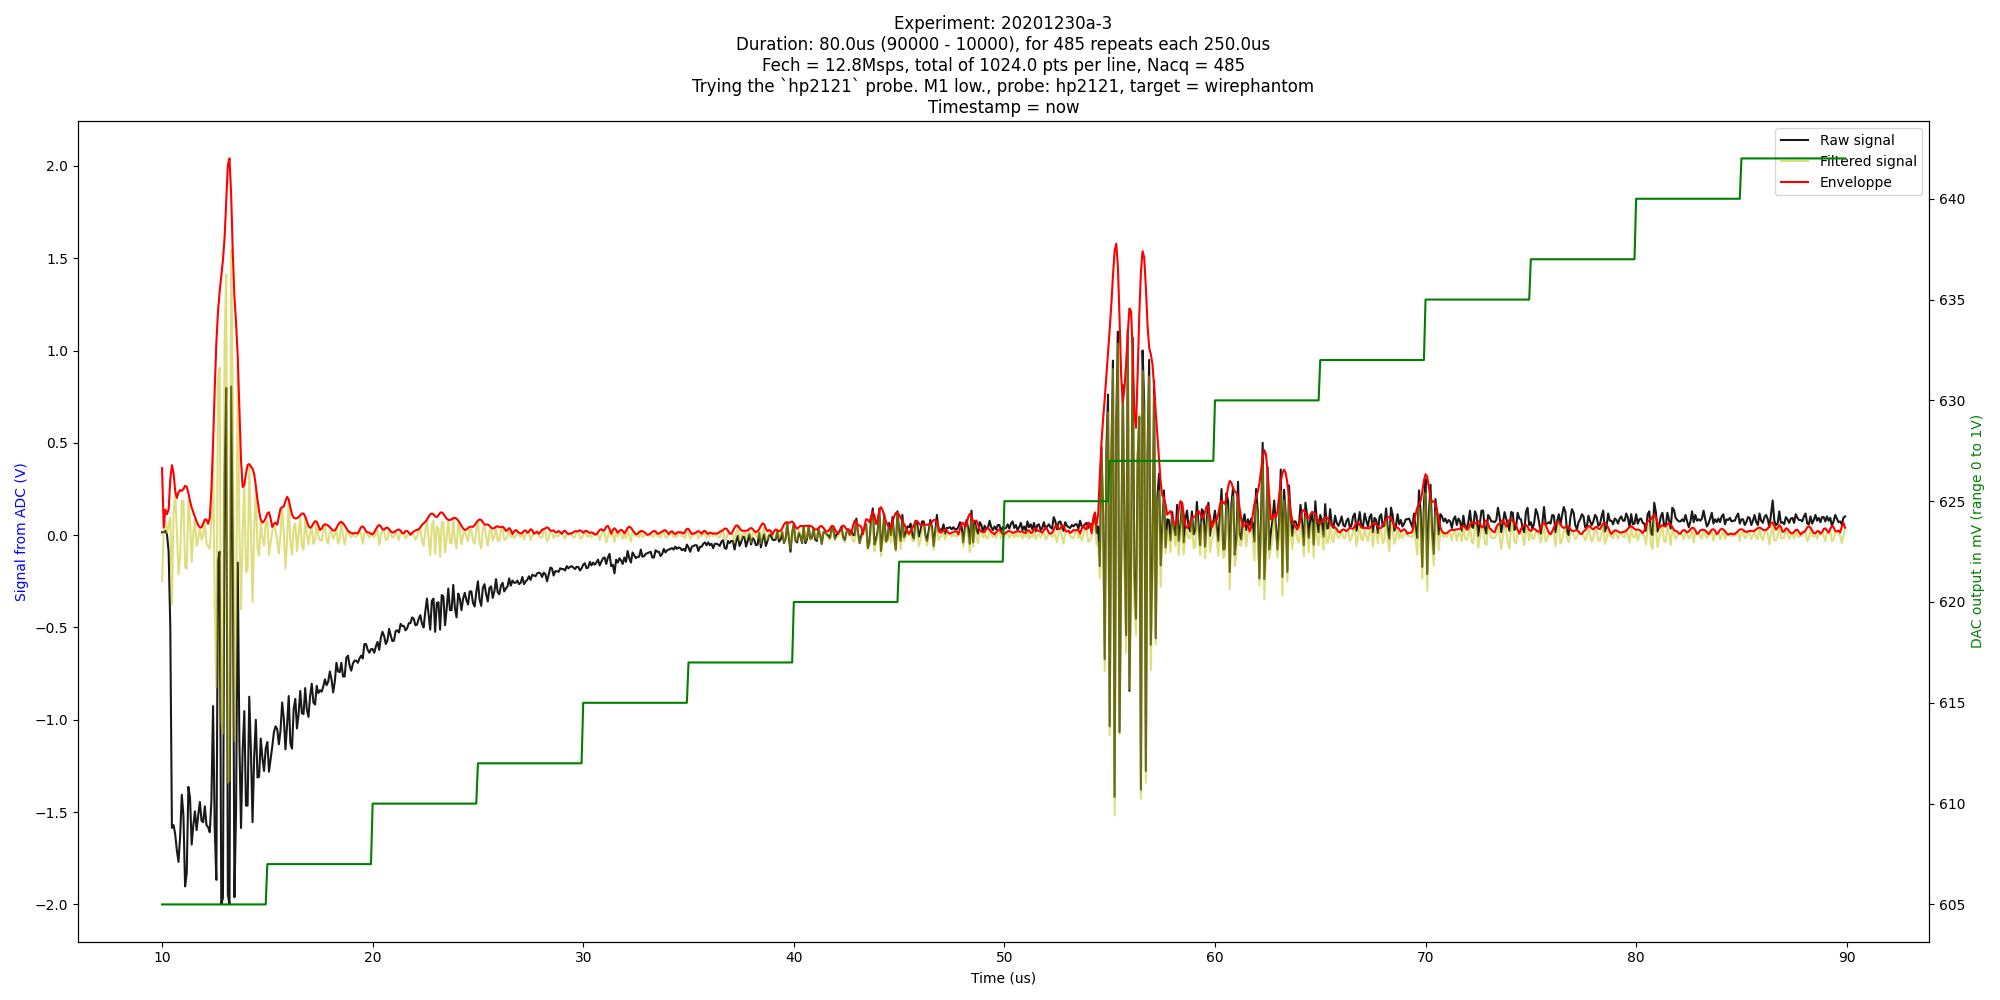 Experiment: 20201230a-3
Duration: 80.0us (90000 - 10000), for 485 repeats each 250.0us
Fech = 12.8Msps, total of 1024.0 pts per line, Nacq = 485
Trying the `hp2121` probe. M1 low., probe: hp2121, target = wirephantom
Timestamp = now
Raw signal
Filtered signal
Enveloppe
Signal from ADC (V)
2.0
1.5
1.0
0.5
0.0
−0.5
−1.0
−1.5
−2.0
640
635
630
625
620
615
610
605
DAC output in mV (range 0 to 1V)
10 20 30 40 50 60 70 80 90
Time (us)